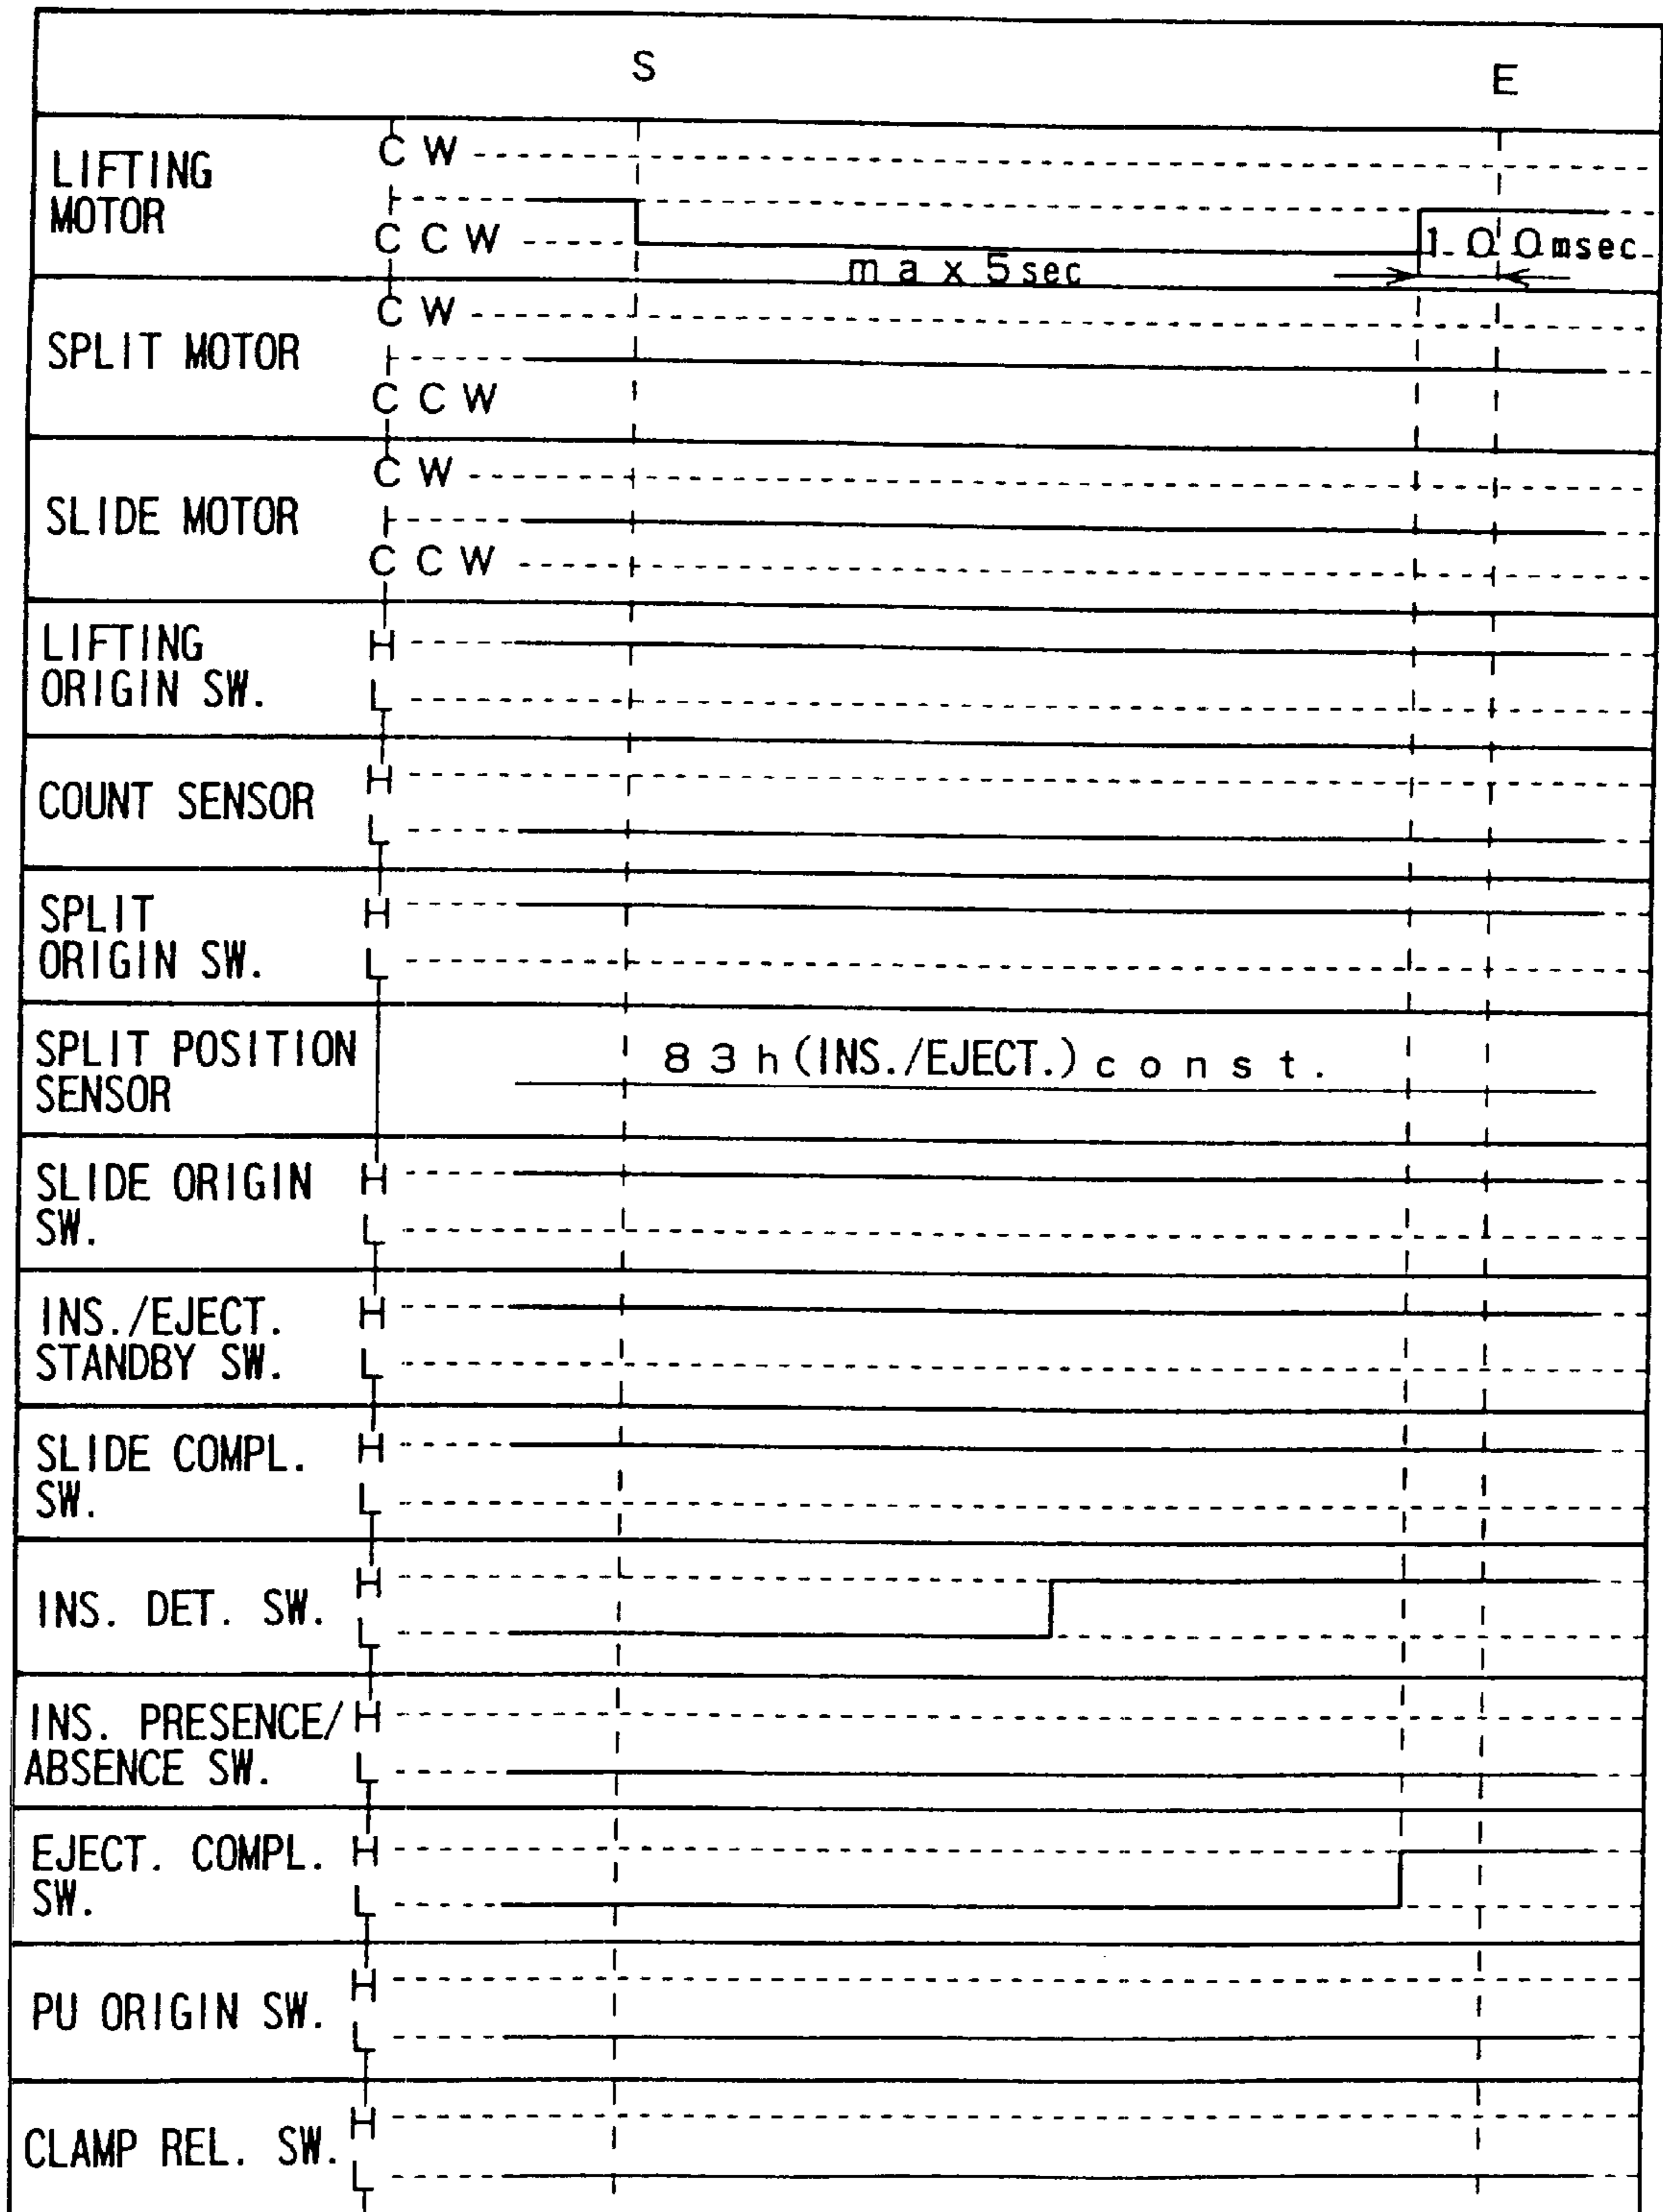 S E
LIFTING
MOTOR
CW
CCW
max 5sec
100msec
SPLIT MOTOR
CW
CCW
SLIDE MOTOR
CW
CCW
LIFTING
ORIGIN SW.
H
L
COUNT SENSOR
H
L
SPLIT
ORIGIN SW.
H
L
SPLIT POSITION
SENSOR
83h(INS./EJECT.)const.
SLIDE ORIGIN
SW.
H
L
INS./EJECT.
STANDBY SW.
H
L
SLIDE COMPL.
SW.
H
L
INS. DET. SW.
H
L
INS. PRESENCE/
ABSENCE SW.
H
L
EJECT. COMPL.
SW.
H
L
PU ORIGIN SW.
H
L
CLAMP REL. SW.
H
L